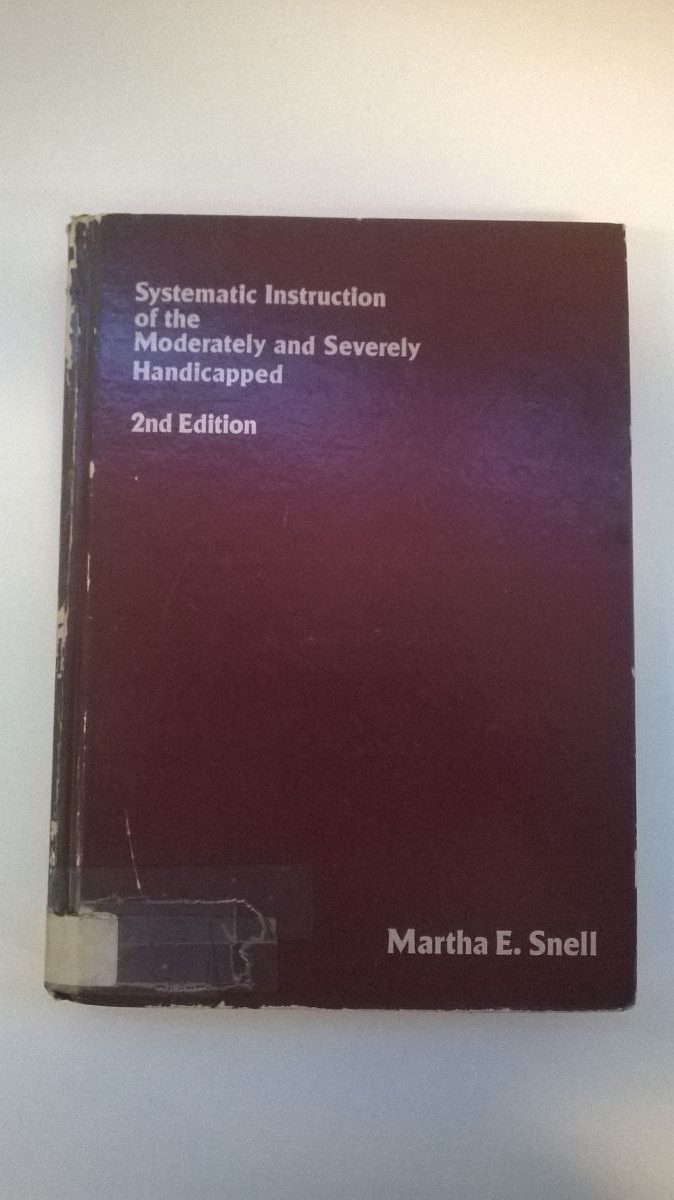 Systematic Instruction
of the
Moderately and Severely
Handicapped
2nd Edition
Martha E. Snell